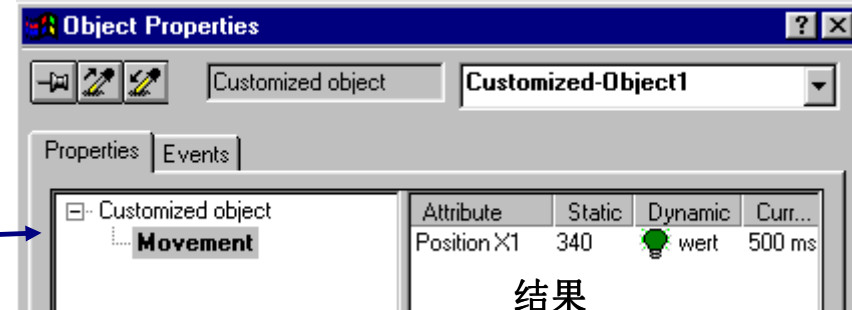 Object Properties
Customized object Customized-Object1
Properties Events
Customized object
Movement
Attribute Static Dynamic Curr...
Position X1 340 wert 500 ms
结果